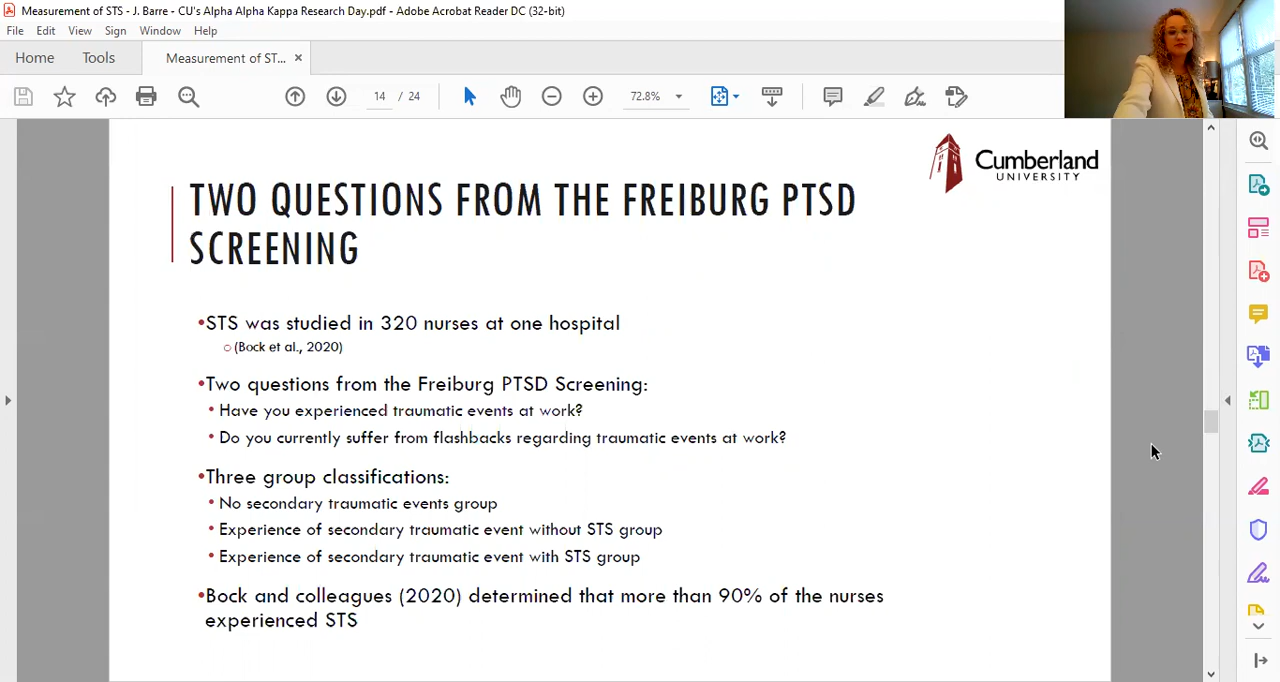 Measurement of STS - J. Barre - CU's Alpha Alpha Kappa Research Day.pdf - Adobe Acrobat Reader DC (32-bit)
File Edit View Sign Window Help
Home Tools Measurement of ST... ×
14 / 24 72.8%
Cumberland
UNIVERSITY
TWO QUESTIONS FROM THE FREIBURG PTSD
SCREENING
•STS was studied in 320 nurses at one hospital
○ (Bock et al., 2020)
•Two questions from the Freiburg PTSD Screening:
• Have you experienced traumatic events at work?
• Do you currently suffer from flashbacks regarding traumatic events at work?
•Three group classifications:
• No secondary traumatic events group
• Experience of secondary traumatic event without STS group
• Experience of secondary traumatic event with STS group
•Bock and colleagues (2020) determined that more than 90% of the nurses
experienced STS